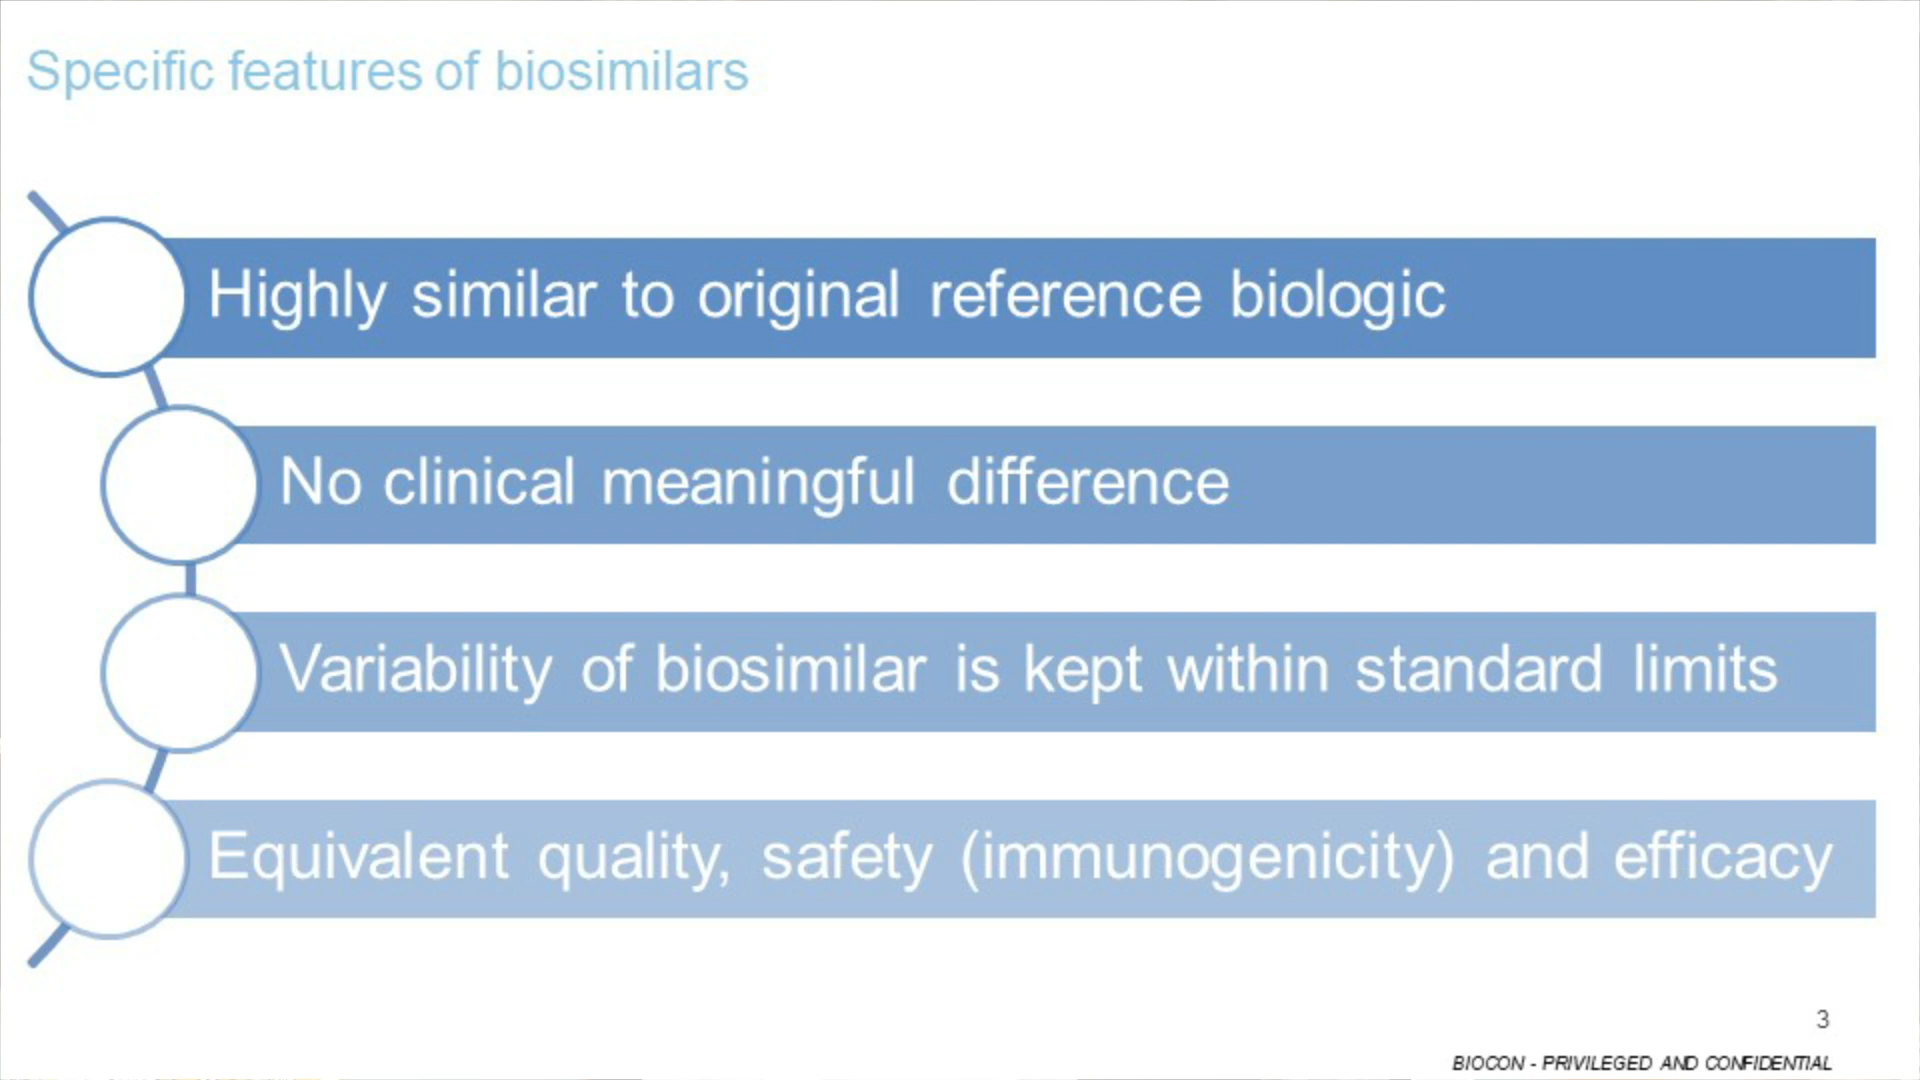 Specific features of biosimilars
Highly similar to original reference biologic
No clinical meaningful difference
Variability of biosimilar is kept within standard limits
Equivalent quality, safety (immunogenicity) and efficacy
3
BIOCON - PRIVILEGED AND CONFIDENTIAL